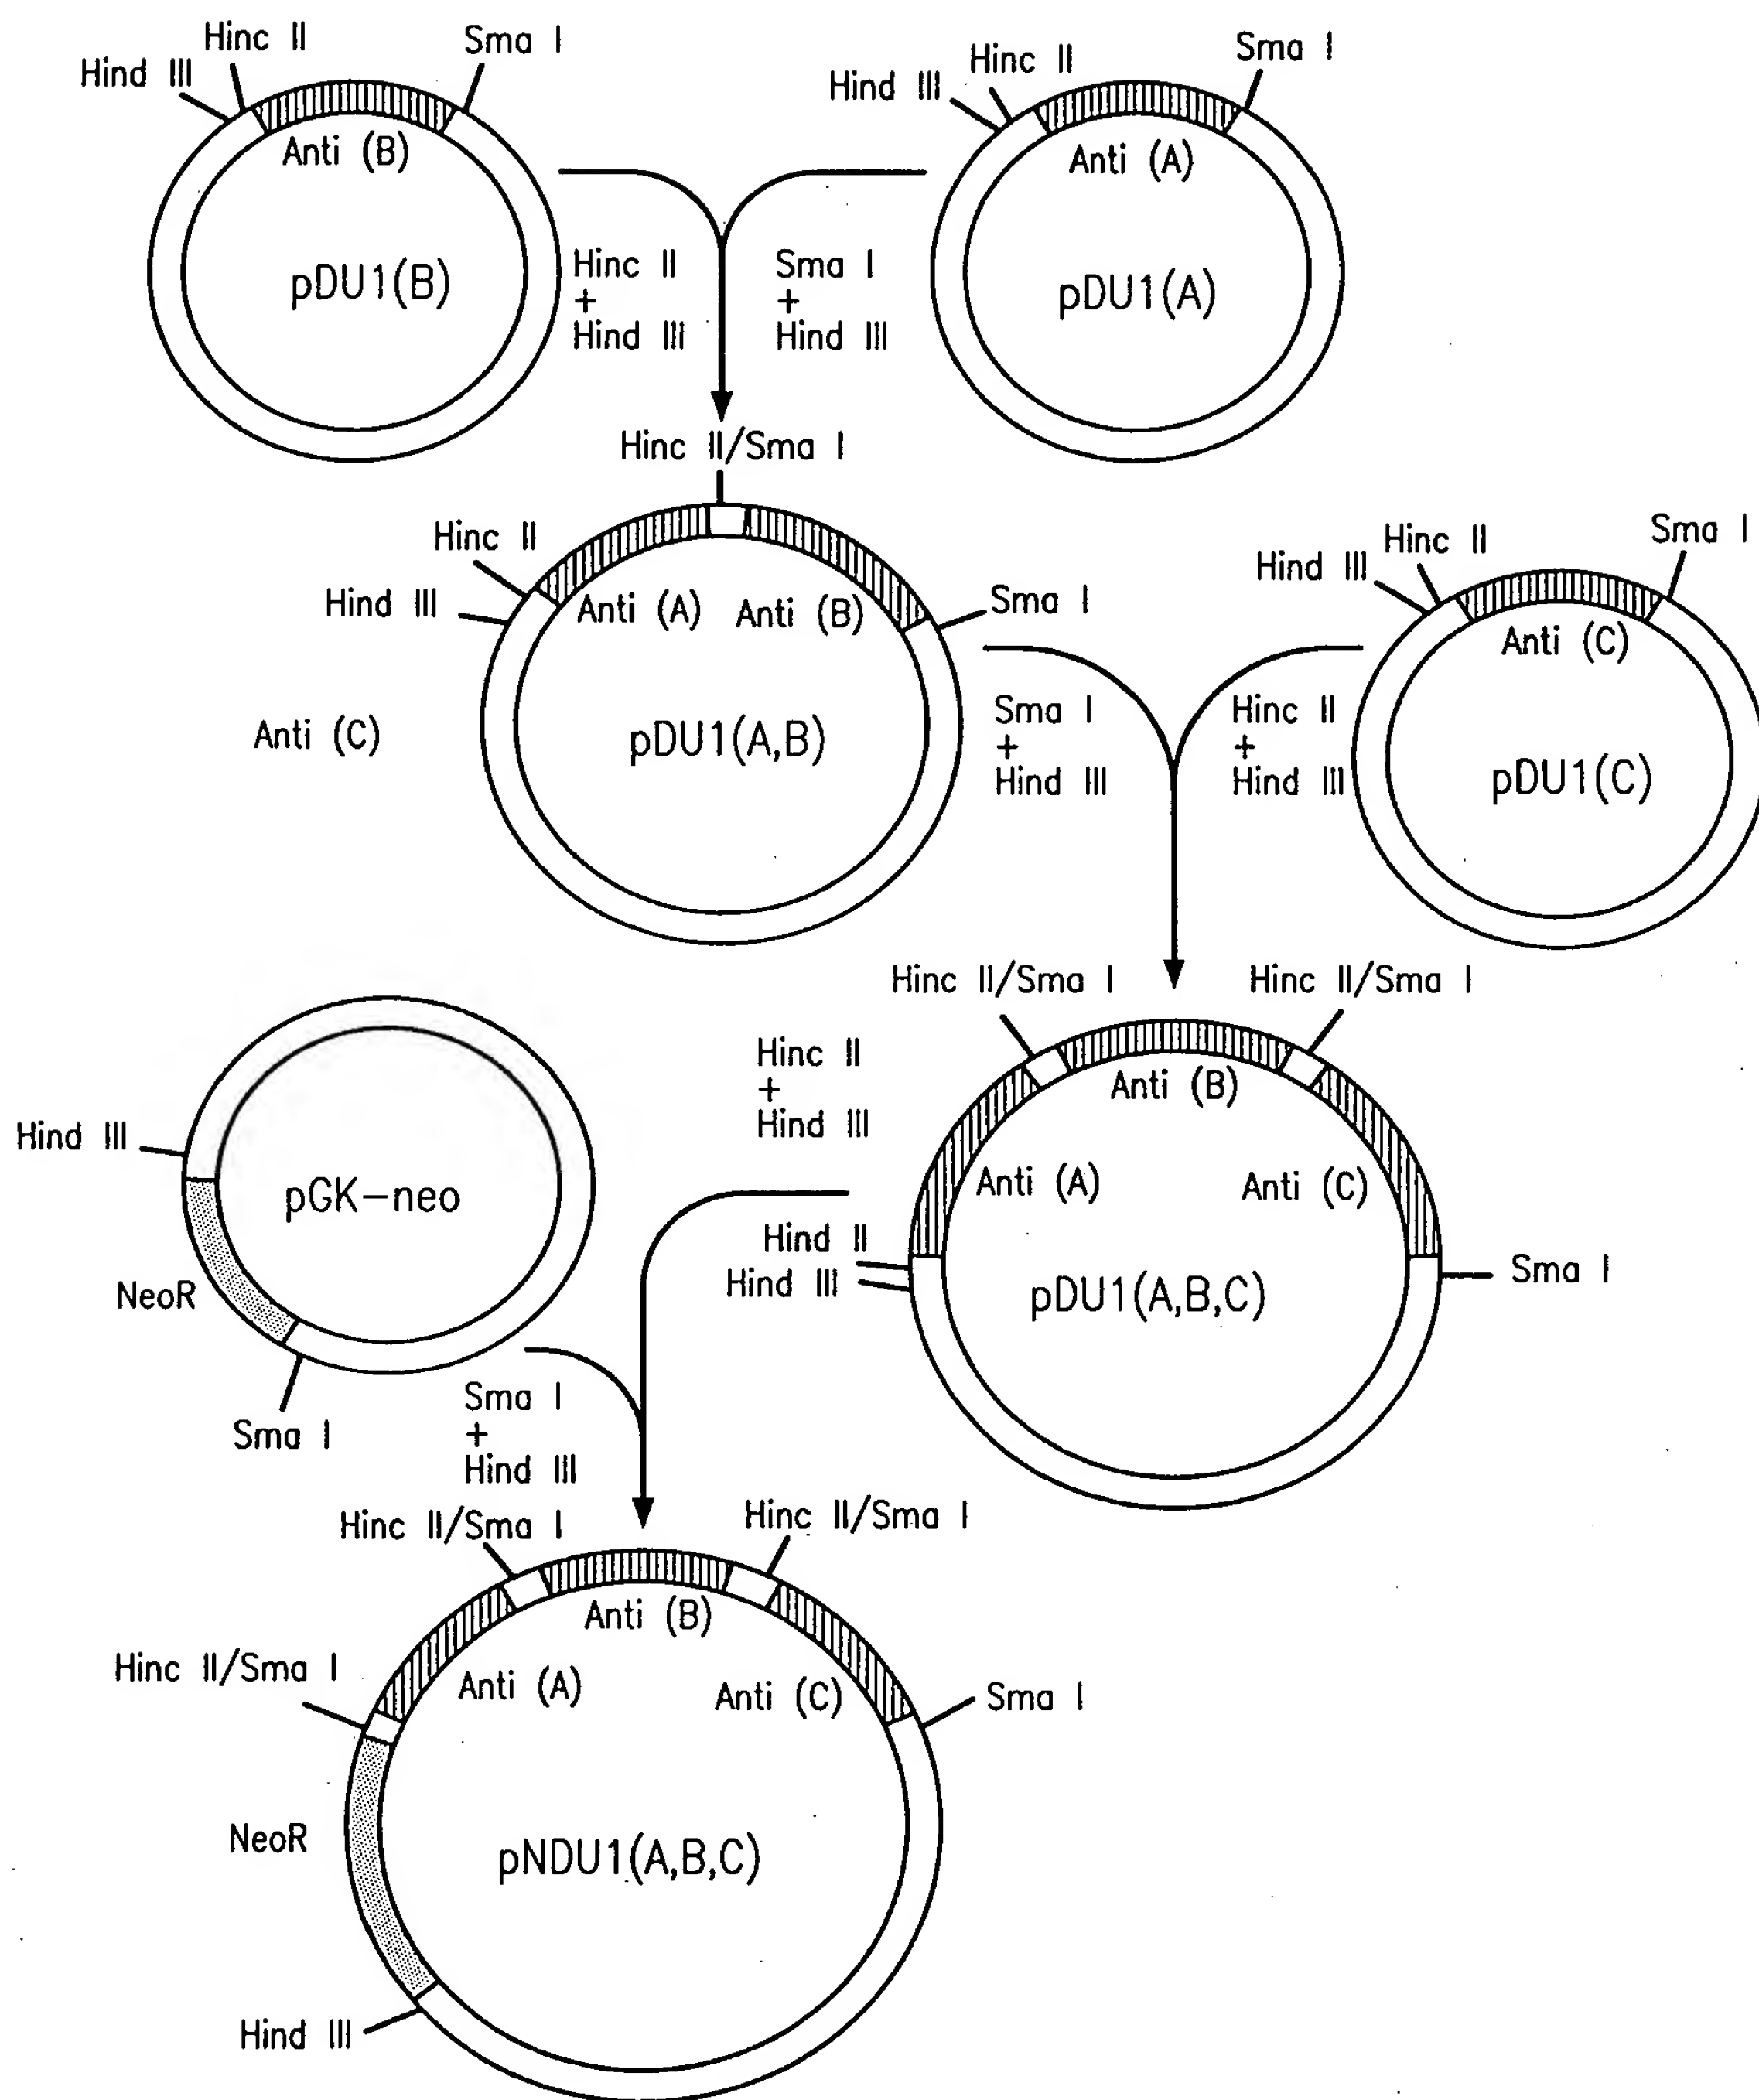 Hinc II
Sma I
Hind III
Anti (B)
pDU1(B)
Hinc II
Sma I
Hind III
Anti (A)
pDU1(A)
Hinc II
+
Hind III
Sma I
+
Hind III
Hinc II/Sma I
Hinc II
Hind III
Anti (A)
Anti (B)
Sma I
Anti (C)
pDU1(A,B)
Sma I
Hinc II
Hind III
Anti (C)
pDU1(C)
Sma I
+
Hind III
Hinc II
+
Hind III
Hinc II/Sma I
Hinc II/Sma I
Hinc II
+
Hind III
Anti (B)
Anti (A)
Anti (C)
Hind II
Hind III
pDU1(A,B,C)
Sma I
Hind III
pGK-neo
NeoR
Sma I
Sma I
+
Hind III
Hinc II/Sma I
Hinc II/Sma I
Anti (B)
Hinc II/Sma I
Anti (A)
Anti (C)
Sma I
NeoR
pNDU1(A,B,C)
Hind III